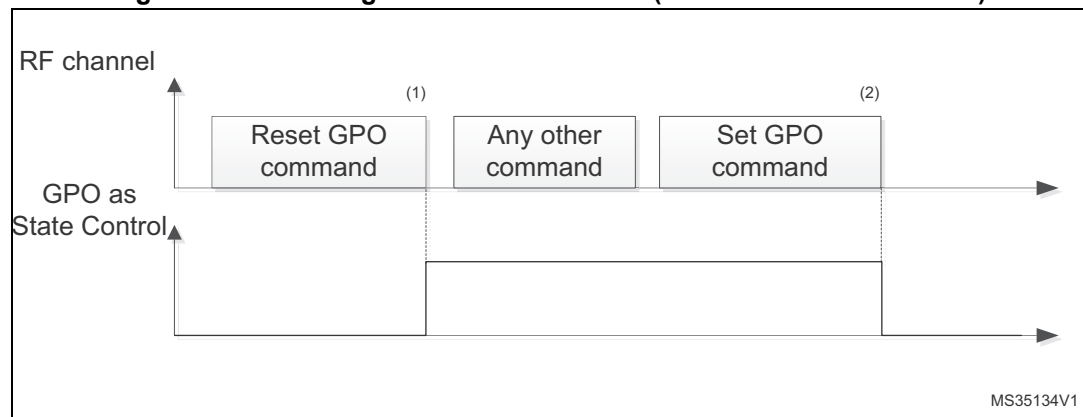 RF channel
(1)
(2)
Reset GPO
command
Any other
command
Set GPO
command
GPO as
State Control
MS35134V1